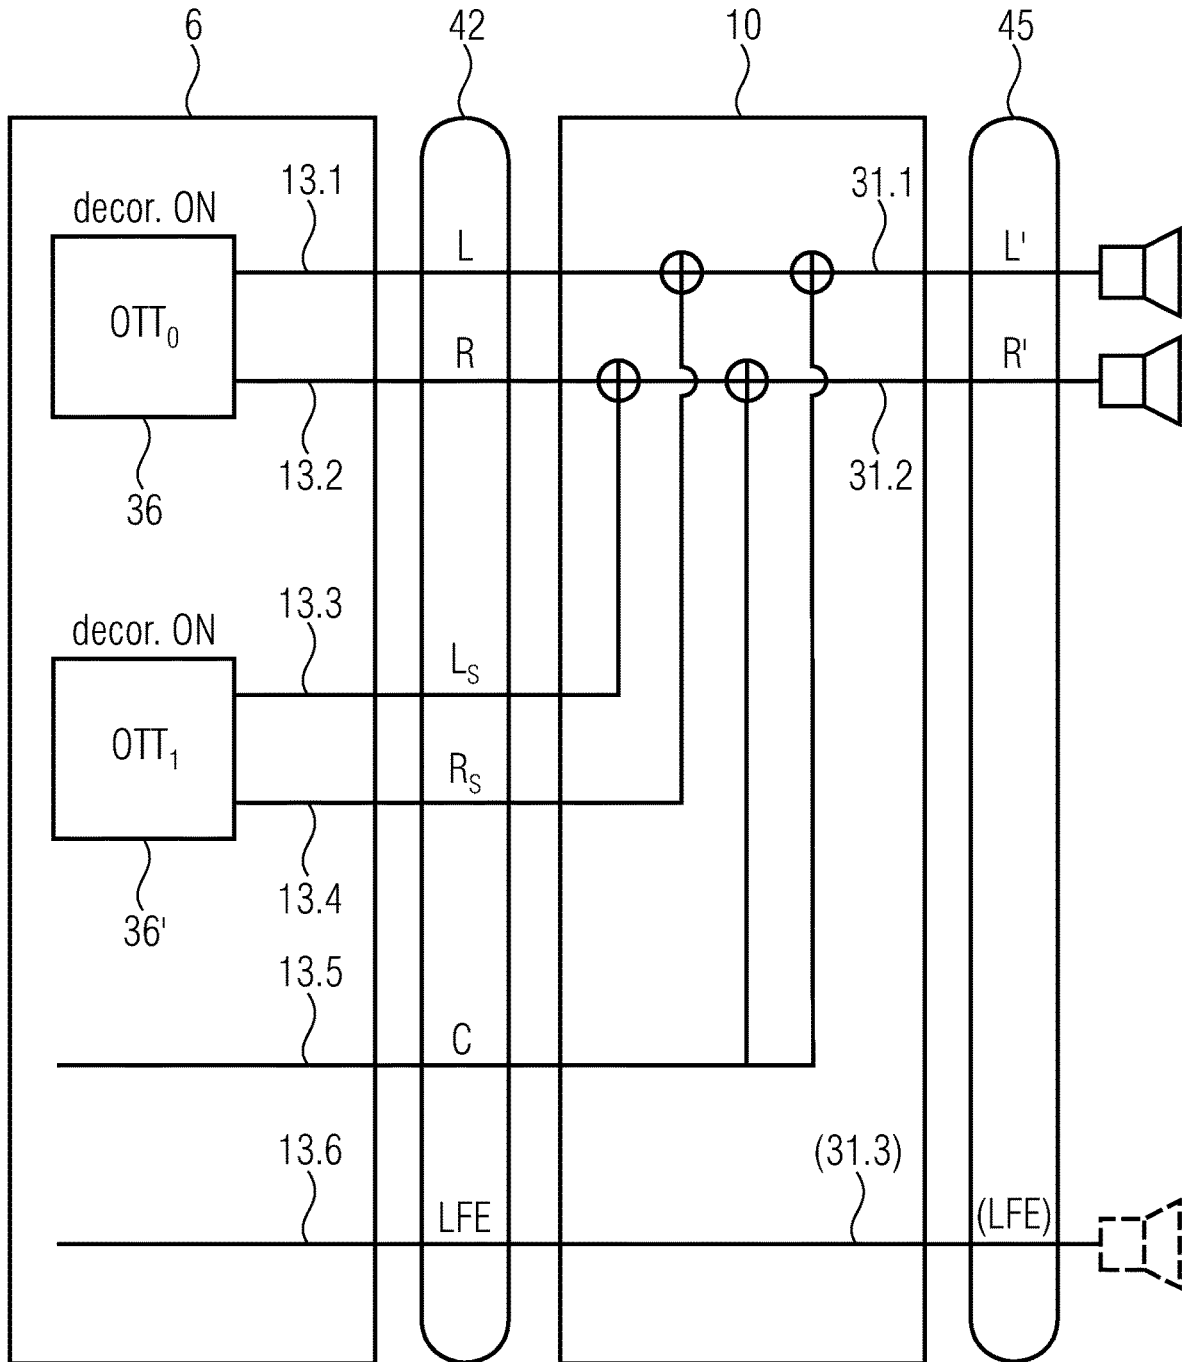 6 42 10 45
13.1 31.1
decor. ON
L L'
OTT0
R R'
13.2 31.2
36
13.3
decor. ON
LS
OTT1
RS
13.4
36'
13.5
C
13.6 (31.3)
LFE (LFE)